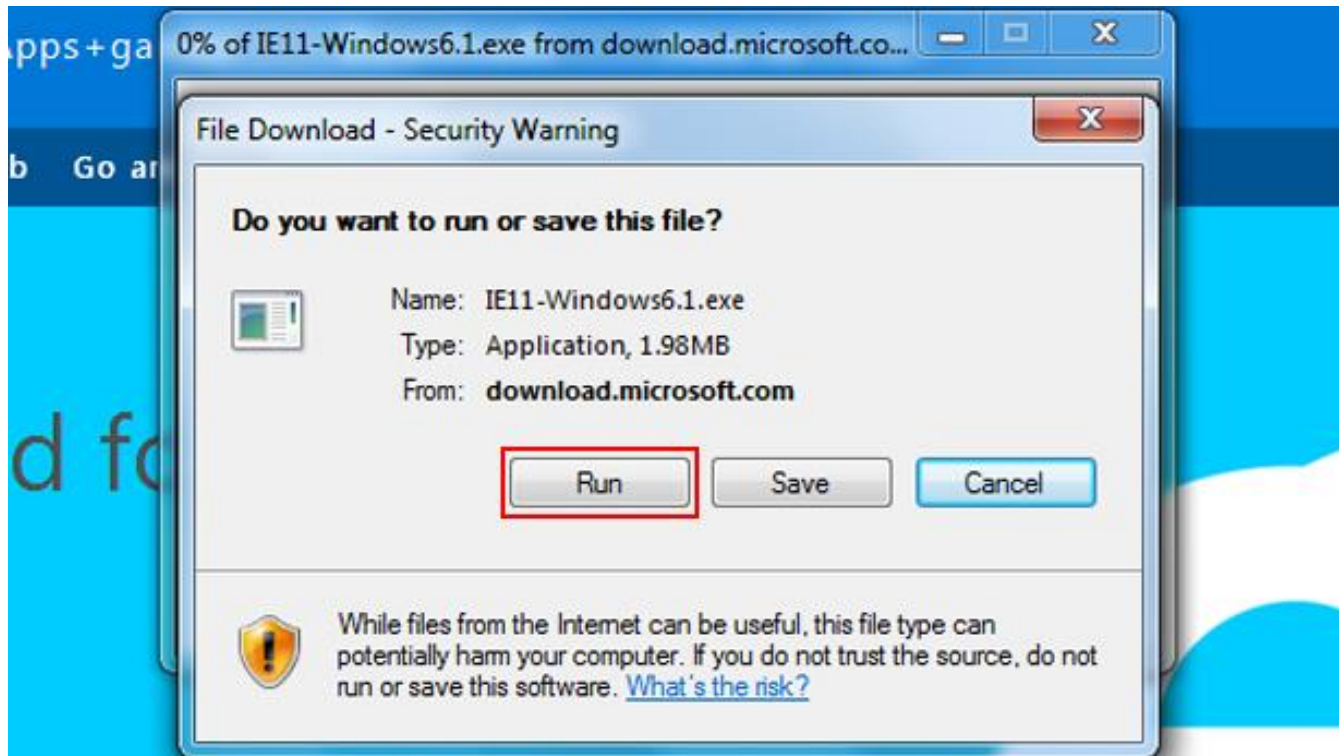 0% of IE11-Windows6.1.exe from download.microsoft.co...
File Download - Security Warning
Go
Do you want to run or save this file?
Name: IE11-Windows6.1.exe
Type: Application, 1.98MB
From: download.microsoft.com
Run Save Cancel
While files from the Internet can be useful, this file type can
potentially harm your computer. If you do not trust the source, do not
run or save this software. What's the risk?